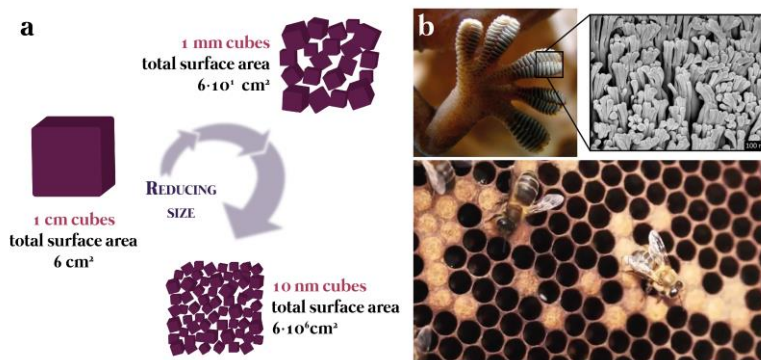 a
1 mm cubes
total surface area
6·10¹ cm²
1 cm cubes
total surface area
6 cm²
REDUCING
SIZE
10 nm cubes
total surface area
6·10⁶cm²
b